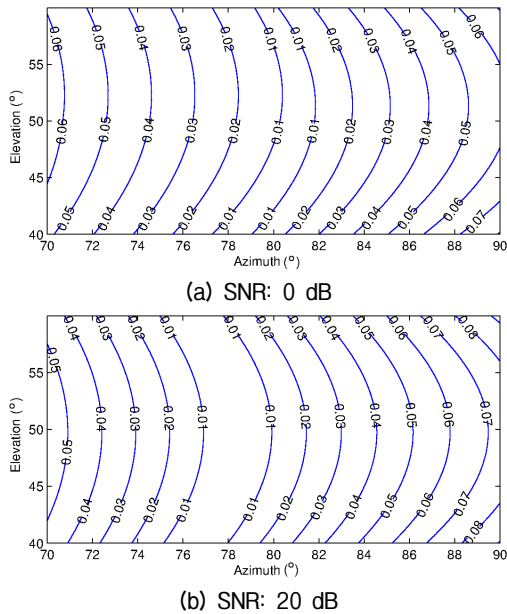 0.06 0.05 0.04 0.03 0.02 0.01 0.01 0.02 0.03 0.04 0.05 0.06
55
50
45
40
Elevation (°)
0.06 0.05 0.04 0.03 0.02 0.01 0.02 0.03 0.04 0.05
0.05 0.04 0.03 0.02 0.01 0.01 0.02 0.03 0.04 0.05 0.06 0.07
70 72 74 76 78 80 82 84 86 88 90
Azimuth (°)
(a) SNR: 0 dB
0.05 0.04 0.03 0.02 0.01 0.01 0.02 0.03 0.04 0.05 0.06 0.07 0.08
55
50
45
40
Elevation (°)
0.05 0.04 0.03 0.02 0.01 0.01 0.02 0.03 0.04 0.05 0.06 0.07
0.04 0.03 0.02 0.01 0.01 0.02 0.03 0.04 0.05 0.06 0.07 0.08
70 72 74 76 78 80 82 84 86 88 90
Azimuth (°)
(b) SNR: 20 dB